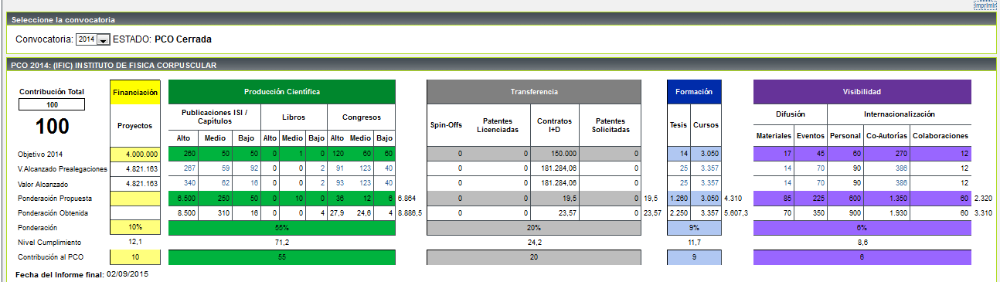 imprimir
Seleccione la convocatoria
Convocatoria: 2014 ESTADO: PCO Cerrada
PCO 2014: (IFIC) INSTITUTO DE FISICA CORPUSCULAR
Contribución Total Financiación Producción Científica Transferencia Formación Visibilidad
100
100
Proyectos Publicaciones ISI / Capítulos Libros Congresos Spin-Offs Patentes Licenciadas Contratos I+D Patentes Solicitadas Tesis Cursos Difusión Internacionalización
Alto Medio Bajo Alto Medio Bajo Alto Medio Bajo Materiales Eventos Personal Co-Autorías Colaboraciones
Objetivo 2014 4.000.000 260 50 50 0 1 0 120 60 60 0 0 150.000 0 14 3.050 17 45 60 270 12
V.Alcanzado Prealegaciones 4.821.163 267 59 92 0 0 2 91 123 40 0 0 181.284,06 0 25 3.357 14 70 90 386 12
Valor Alcanzado 4.821.163 340 62 16 0 0 2 93 123 40 0 0 181.284,06 0 25 3.357 14 70 90 386 12
Ponderación Propuesta 6.500 250 50 0 10 0 36 12 6 6.864 0 0 19,5 0 19,5 1.260 3.050 4.310 85 225 600 1.350 60 2.320
Ponderación Obtenida 8.500 310 16 0 0 4 27,9 24,6 4 8.886,5 0 0 23,57 0 23,57 2.250 3.357 5.607,3 70 350 900 1.930 60 3.310
Ponderación 10% 55% 20% 9% 6%
Nivel Cumplimiento 12,1 71,2 24,2 11,7 8,6
Contribución al PCO 10 55 20 9 6
Fecha del Informe final: 02/09/2015